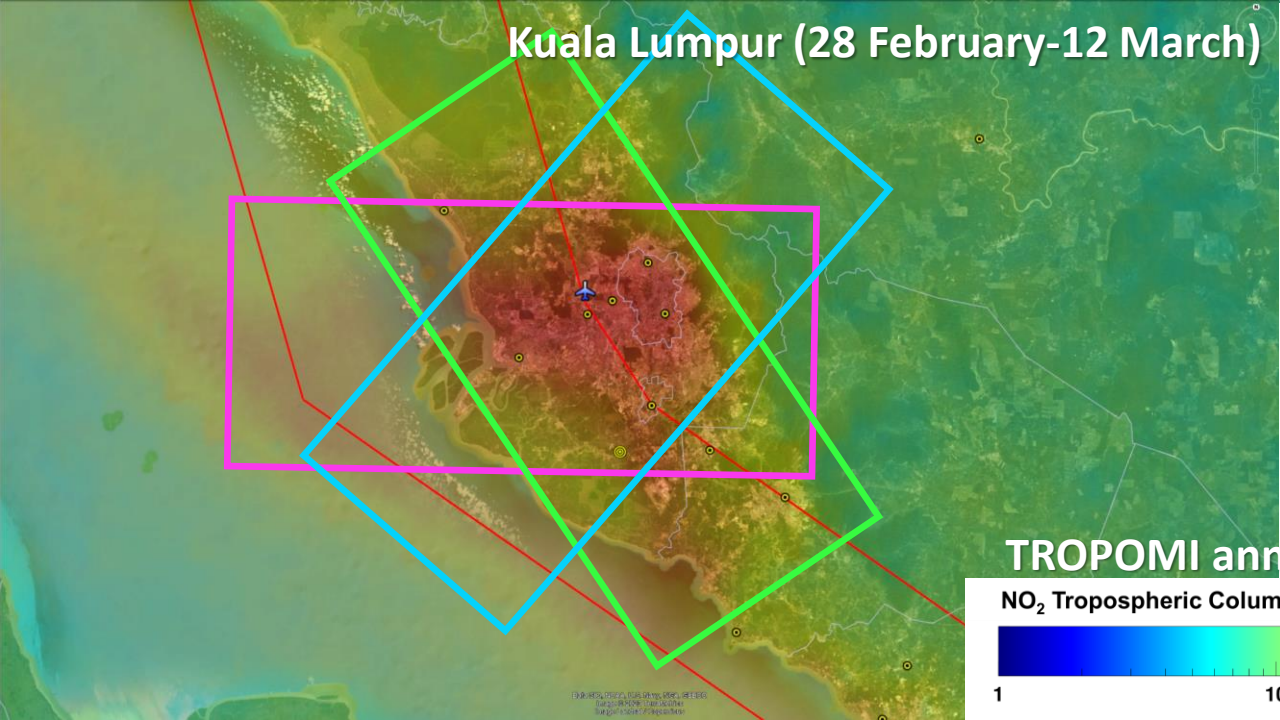 Kuala Lumpur (28 February-12 March)
TROPOMI ann
NO₂ Tropospheric Colum
1
10